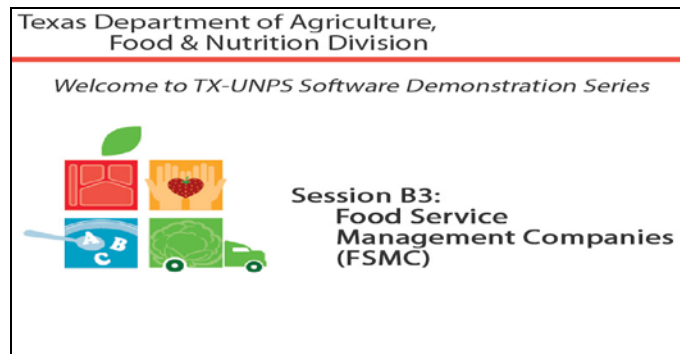 Texas Department of Agriculture,
Food & Nutrition Division
Welcome to TX-UNPS Software Demonstration Series
Session B3:
Food Service
Management Companies
(FSMC)
A B
C